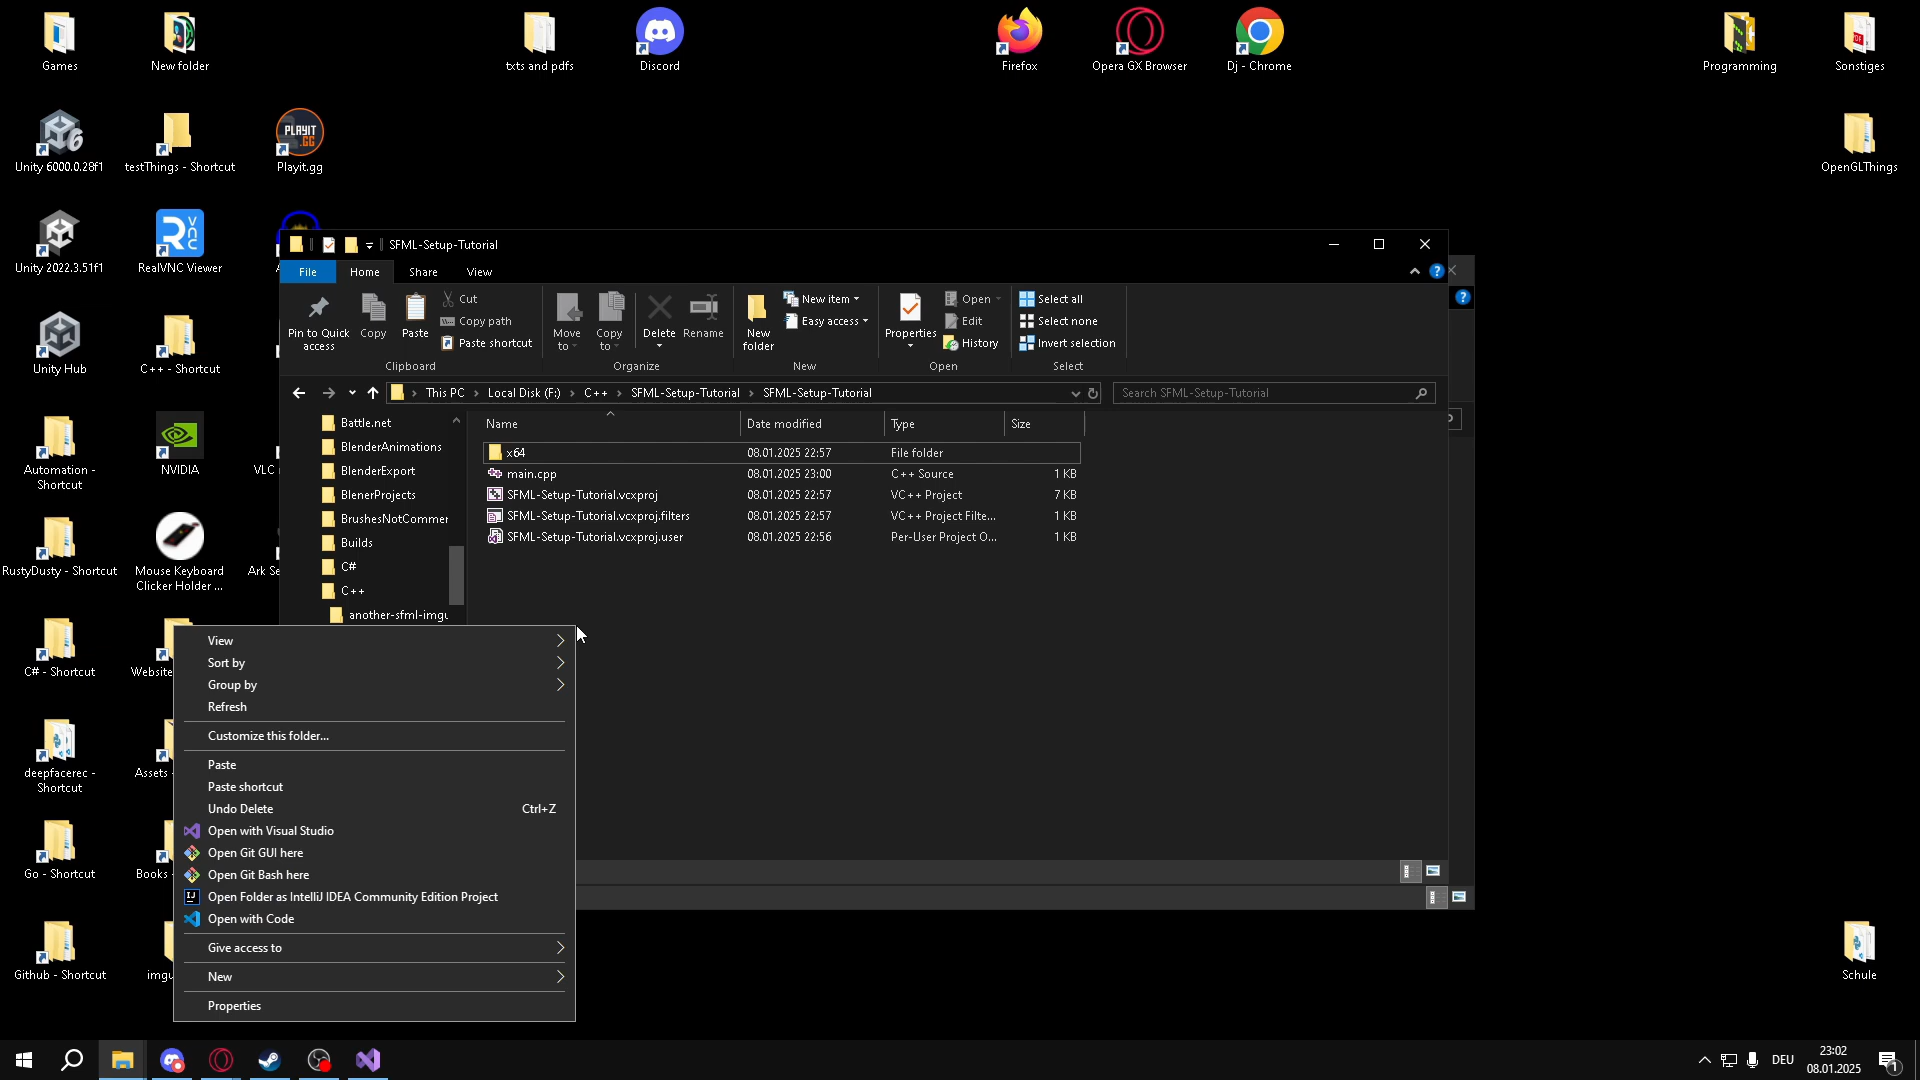 Games
New folder
txts and pdfs
Discord
Firefox
Opera GX Browser
Dj - Chrome
Programming
Sonstiges
Unity 6000.0.28f1
testThings - Shortcut
PLAYIT
.GG
Playit.gg
OpenGLThings
Unity 2022.3.51f1
RealVNC Viewer
Unity Hub
C++ - Shortcut
Automation -
Shortcut
NVIDIA
VLC
RustyDusty - Shortcut
Mouse Keyboard
Clicker Holder ...
Ark Se
C# - Shortcut
Website
deepfacerec -
Shortcut
Assets -
Go - Shortcut
Books -
Github - Shortcut
imgu
Schule
SFML-Setup-Tutorial
File
Home
Share
View
Pin to Quick
access
Copy
Paste
Cut
Copy path
Paste shortcut
Clipboard
Move
to
Copy
to
Delete
Rename
Organize
New
folder
New item
Easy access
New
Properties
Open
Edit
History
Open
Select all
Select none
Invert selection
Select
This PC > Local Disk (F:) > C++ > SFML-Setup-Tutorial > SFML-Setup-Tutorial
Search SFML-Setup-Tutorial
Battle.net
BlenderAnimations
BlenderExport
BlenerProjects
BrushesNotCommer
Builds
C#
C++
another-sfml-imgu
Name Date modified Type Size
x64 08.01.2025 22:57 File folder
main.cpp 08.01.2025 23:00 C++ Source 1 KB
SFML-Setup-Tutorial.vcxproj 08.01.2025 22:57 VC++ Project 7 KB
SFML-Setup-Tutorial.vcxproj.filters 08.01.2025 22:57 VC++ Project Filte... 1 KB
SFML-Setup-Tutorial.vcxproj.user 08.01.2025 22:56 Per-User Project O... 1 KB
View
Sort by
Group by
Refresh
Customize this folder...
Paste
Paste shortcut
Undo Delete Ctrl+Z
Open with Visual Studio
Open Git GUI here
Open Git Bash here
Open Folder as IntelliJ IDEA Community Edition Project
Open with Code
Give access to
New
Properties
DEU
23:02
08.01.2025
1